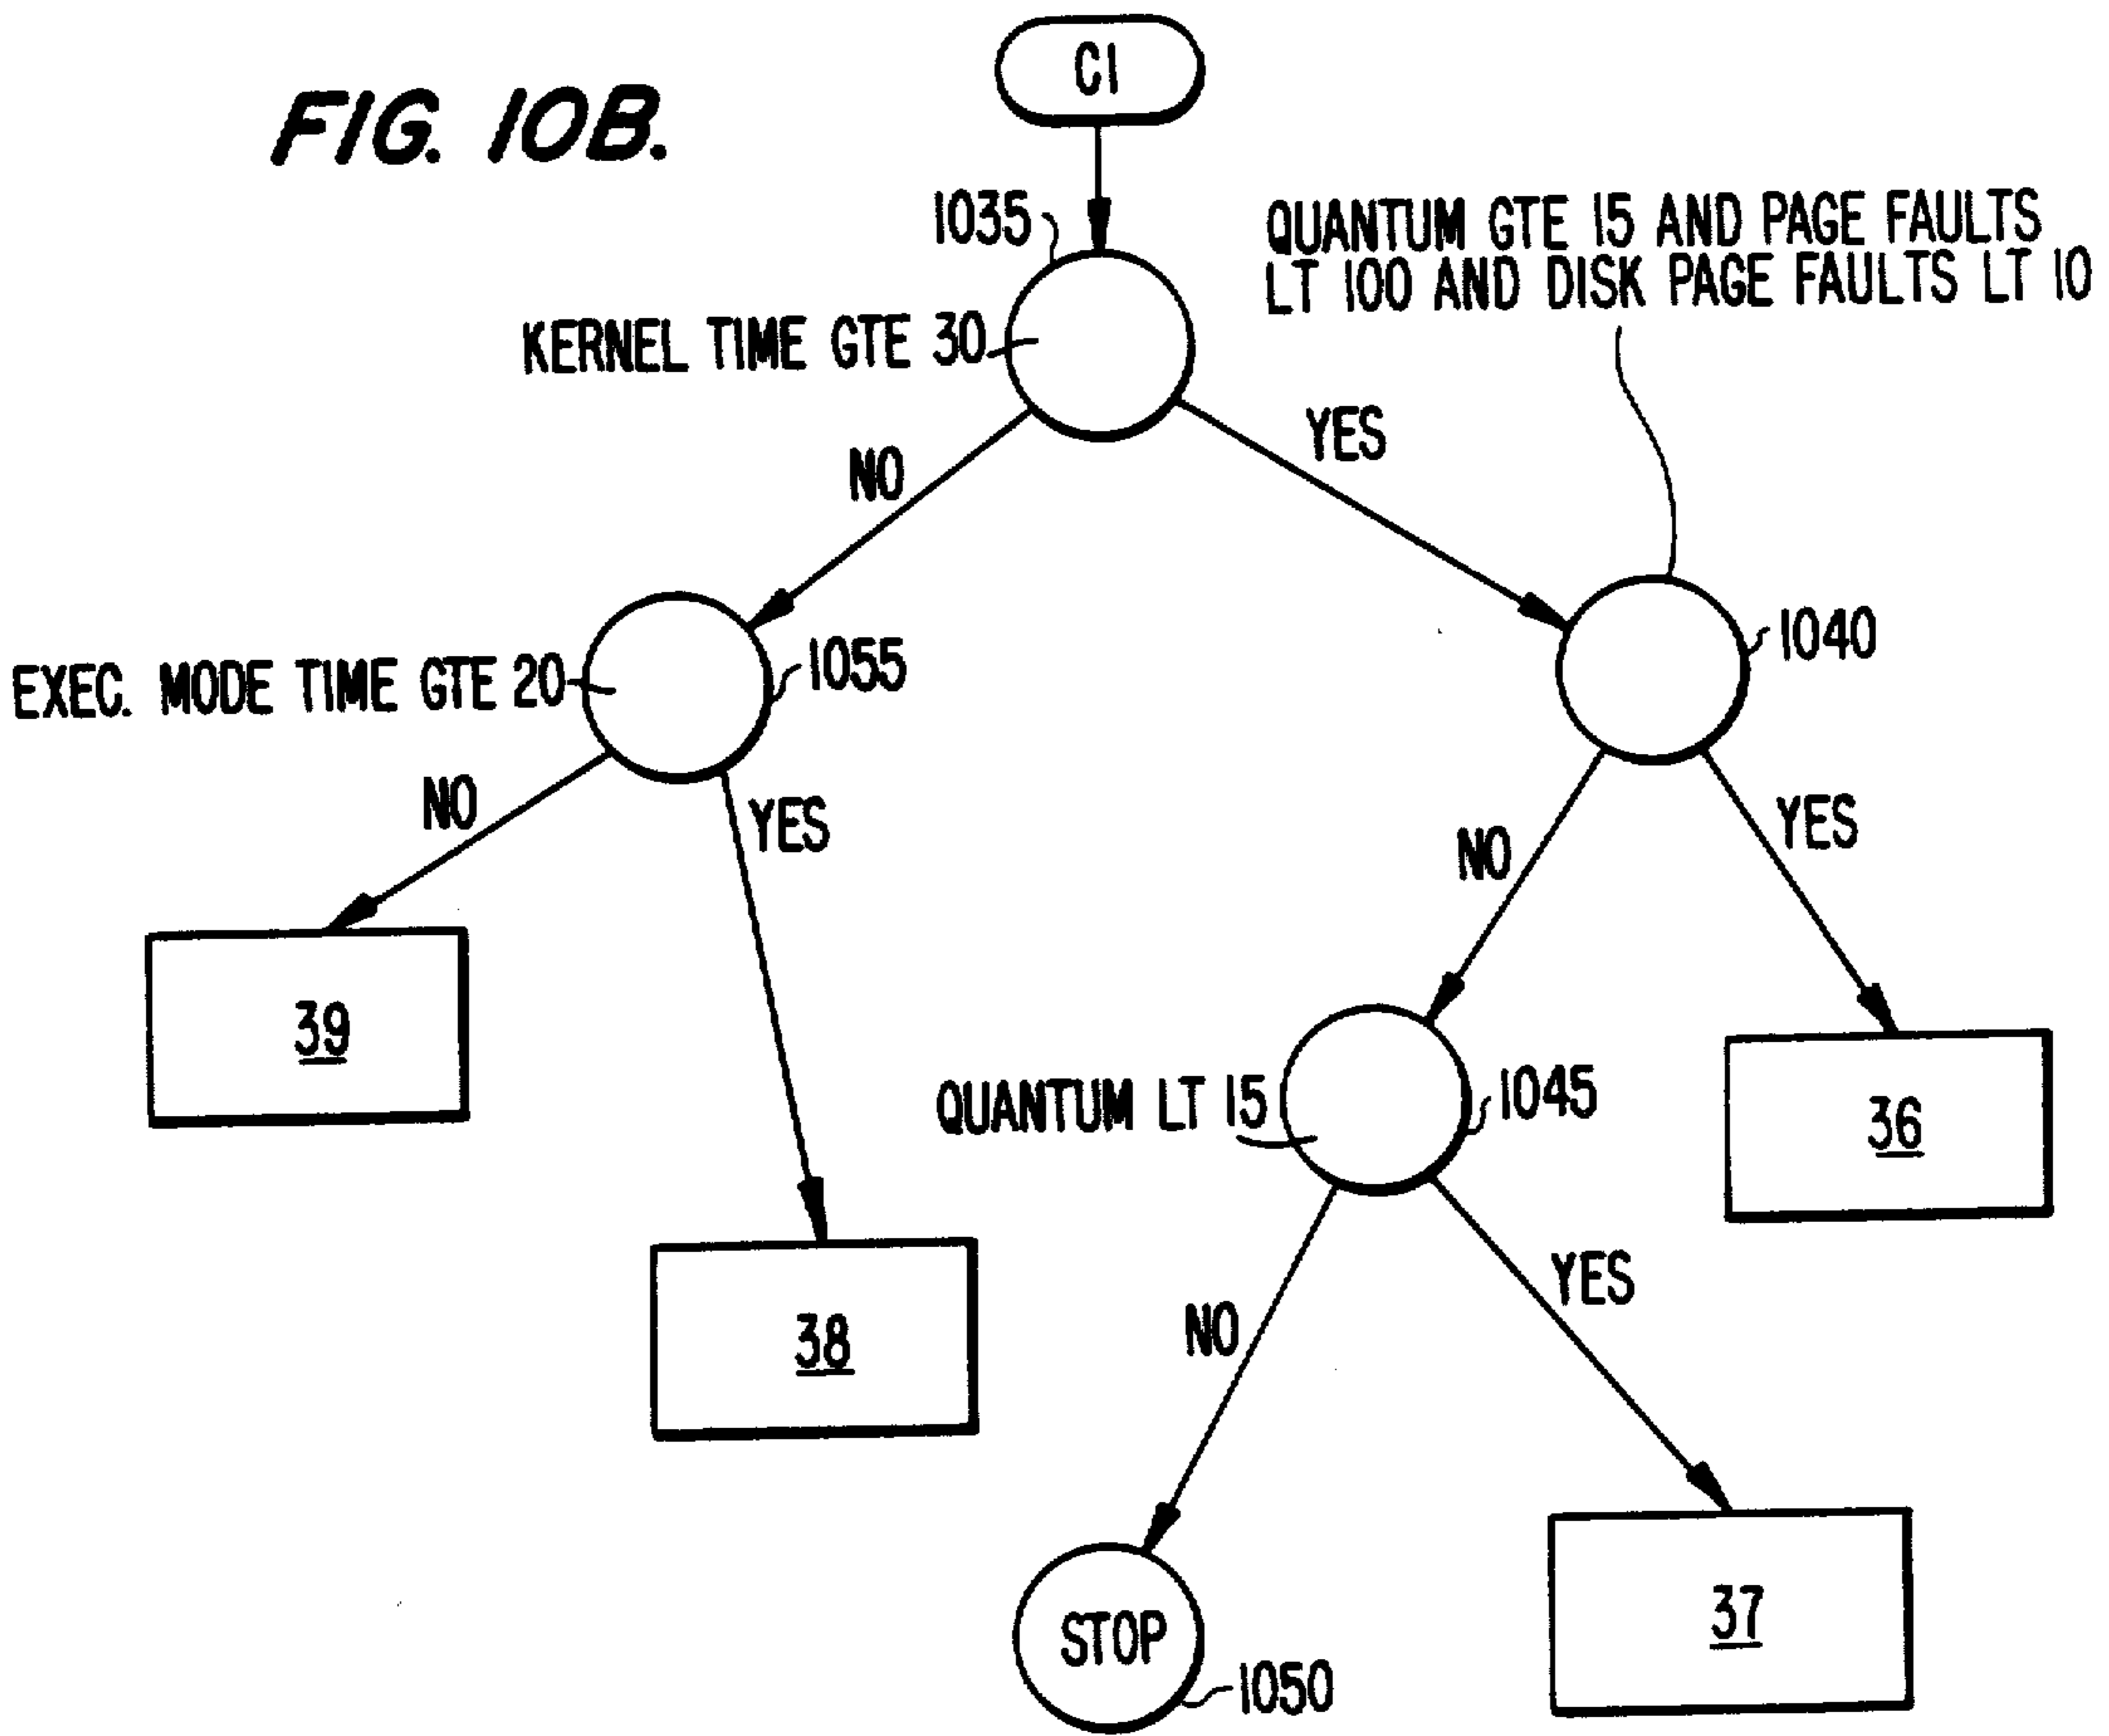 FIG. 10B.
C1
1035
QUANTUM GTE 15 AND PAGE FAULTS
LT 100 AND DISK PAGE FAULTS LT 10
KERNEL TIME GTE 30
YES
NO
1040
EXEC. MODE TIME GTE 20
1055
NO
YES
NO
YES
39
36
QUANTUM LT 15
1045
38
NO
YES
37
STOP
1050